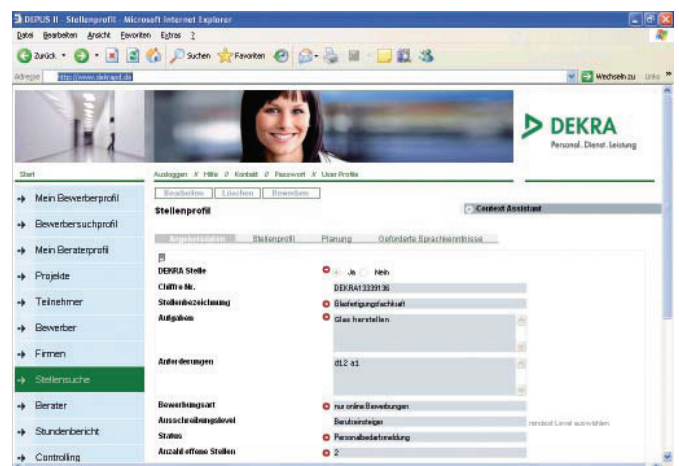 DEPUS II - Stellenprofil - Microsoft Internet Explorer
Datei Bearbeiten Ansicht Favoriten Extras ?
Zurück Suchen Favoriten
Adresse http://www.dekrapd.de Wechseln zu Links »
DEKRA
Personal. Dienst. Leistung
Start Ausloggen // Hilfe // Kontakt // Passwort // User Profile
Bearbeiten Löschen Bewerben
Stellenprofil Context Assistant
Angebotsdaten Stellenprofil Planung Geforderte Sprachkenntnisse
Mein Bewerberprofil
Bewerbersuchprofil
Mein Beraterprofil
Projekte
Teilnehmer
Bewerber
Firmen
Stellensuche
Berater
Stundenbericht
Controlling
DEKRA Stelle Ja Nein
Chiffre Nr. DEKRA13339136
Stellenbezeichnung Glasfertigungsfachkraft
Aufgaben Glas herstellen
Anforderungen d12 a1
Bewerbungsart nur online Bewerbungen
Ausschreibungslevel Berufseinsteiger Level auswählen
Status Personalbedarfsmeldung
Anzahl offene Stellen 2